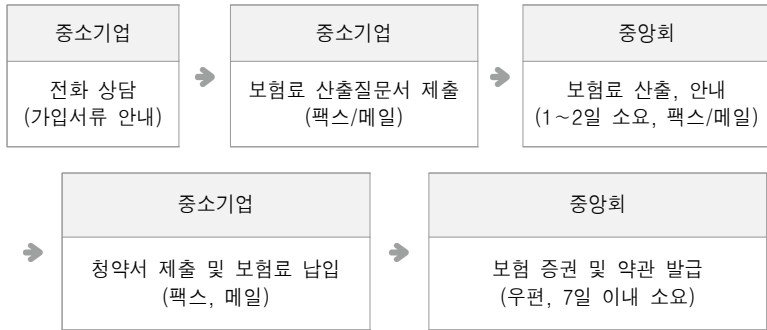 중소기업
전화 상담
(가입서류 안내)
중소기업
보험료 산출질문서 제출
(팩스/메일)
중앙회
보험료 산출, 안내
(1~2일 소요, 팩스/메일)
중소기업
청약서 제출 및 보험료 납입
(팩스, 메일)
중앙회
보험 증권 및 약관 발급
(우편, 7일 이내 소요)